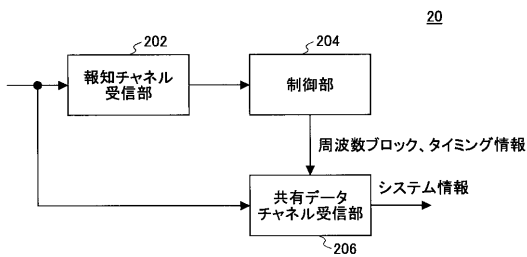 20
202
報知チャネル
受信部
204
制御部
周波数ブロック、タイミング情報
共有データ
チャネル受信部
システム情報
206